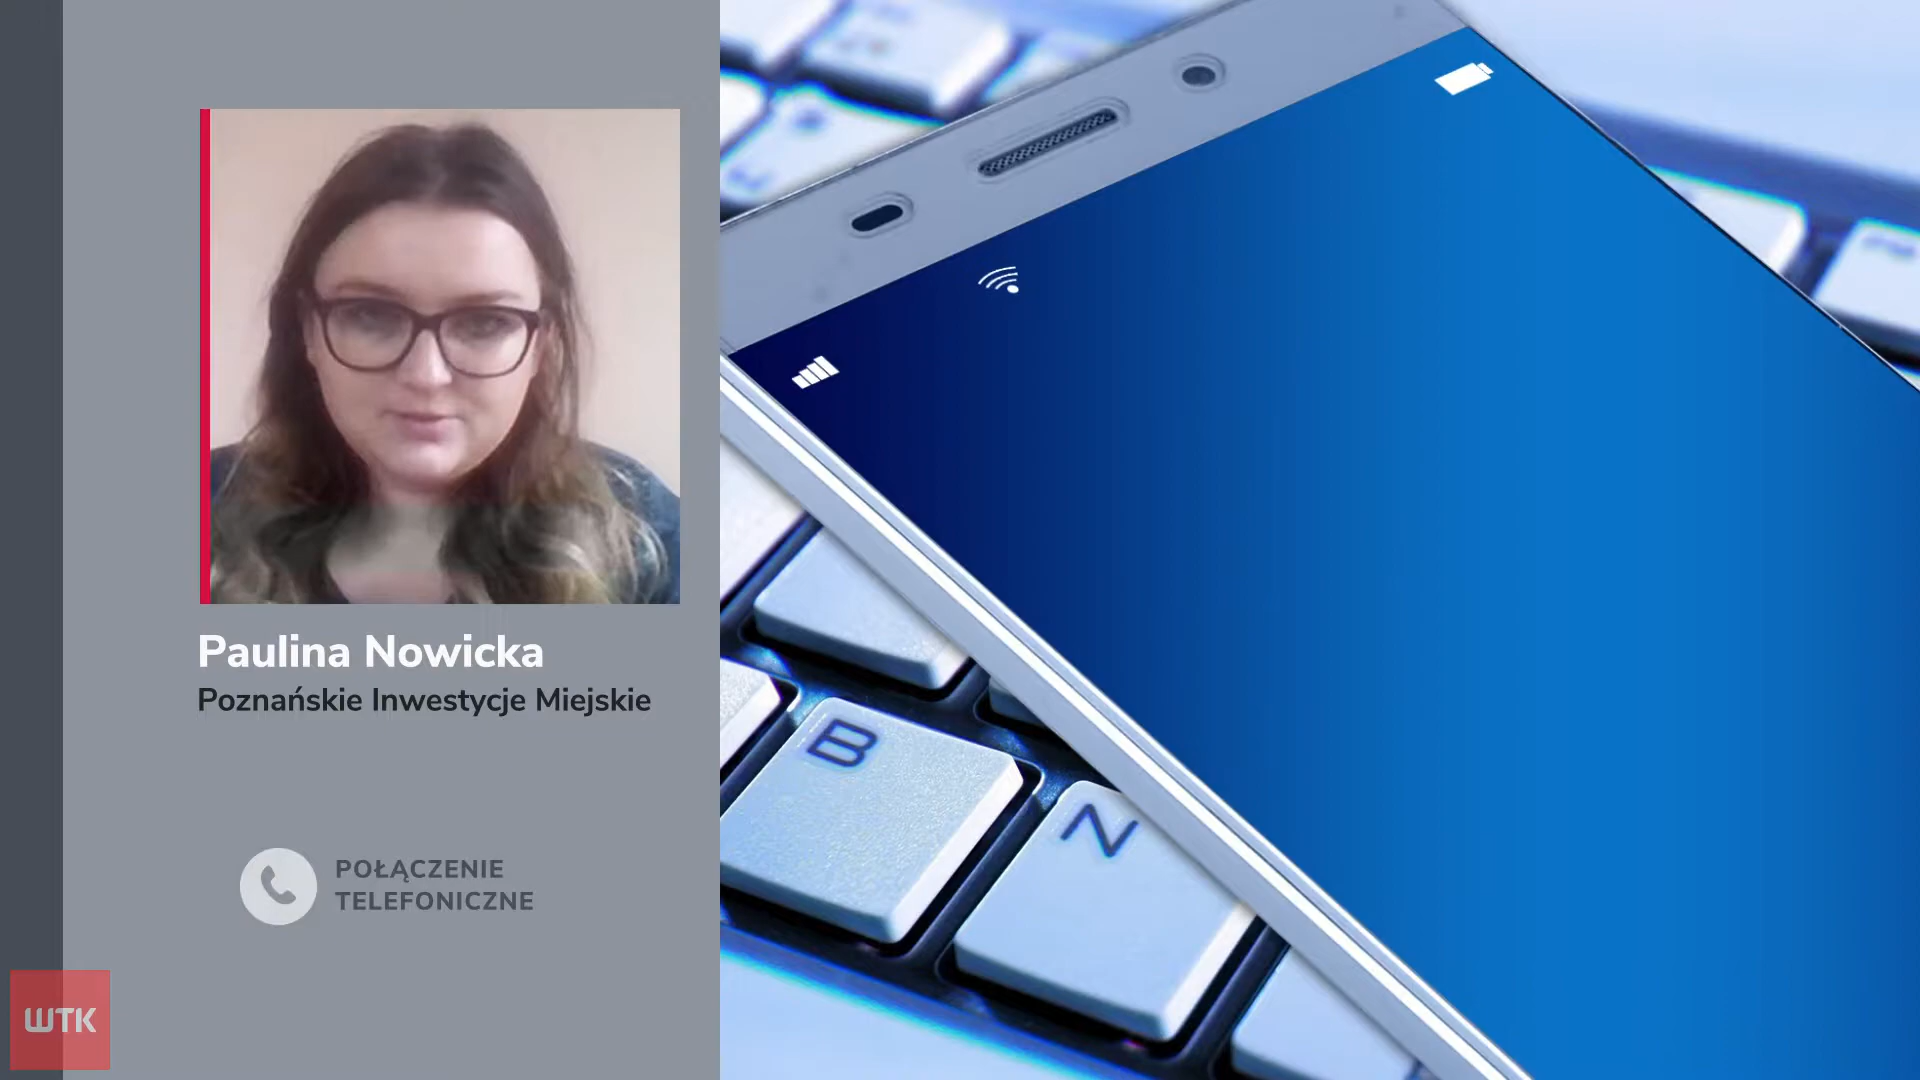 Paulina Nowicka
Poznańskie Inwestycje Miejskie
POŁĄCZENIE
TELEFONICZNE
WTK
B
N